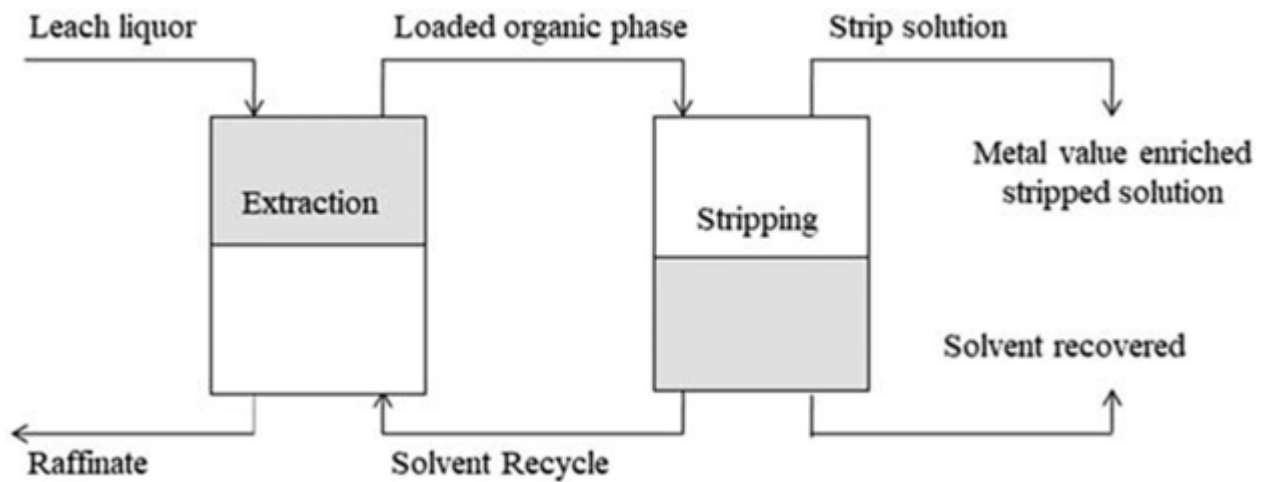 Leach liquor
Loaded organic phase
Strip solution
Extraction
Stripping
Metal value enriched
stripped solution
Solvent recovered
Raffinate
Solvent Recycle